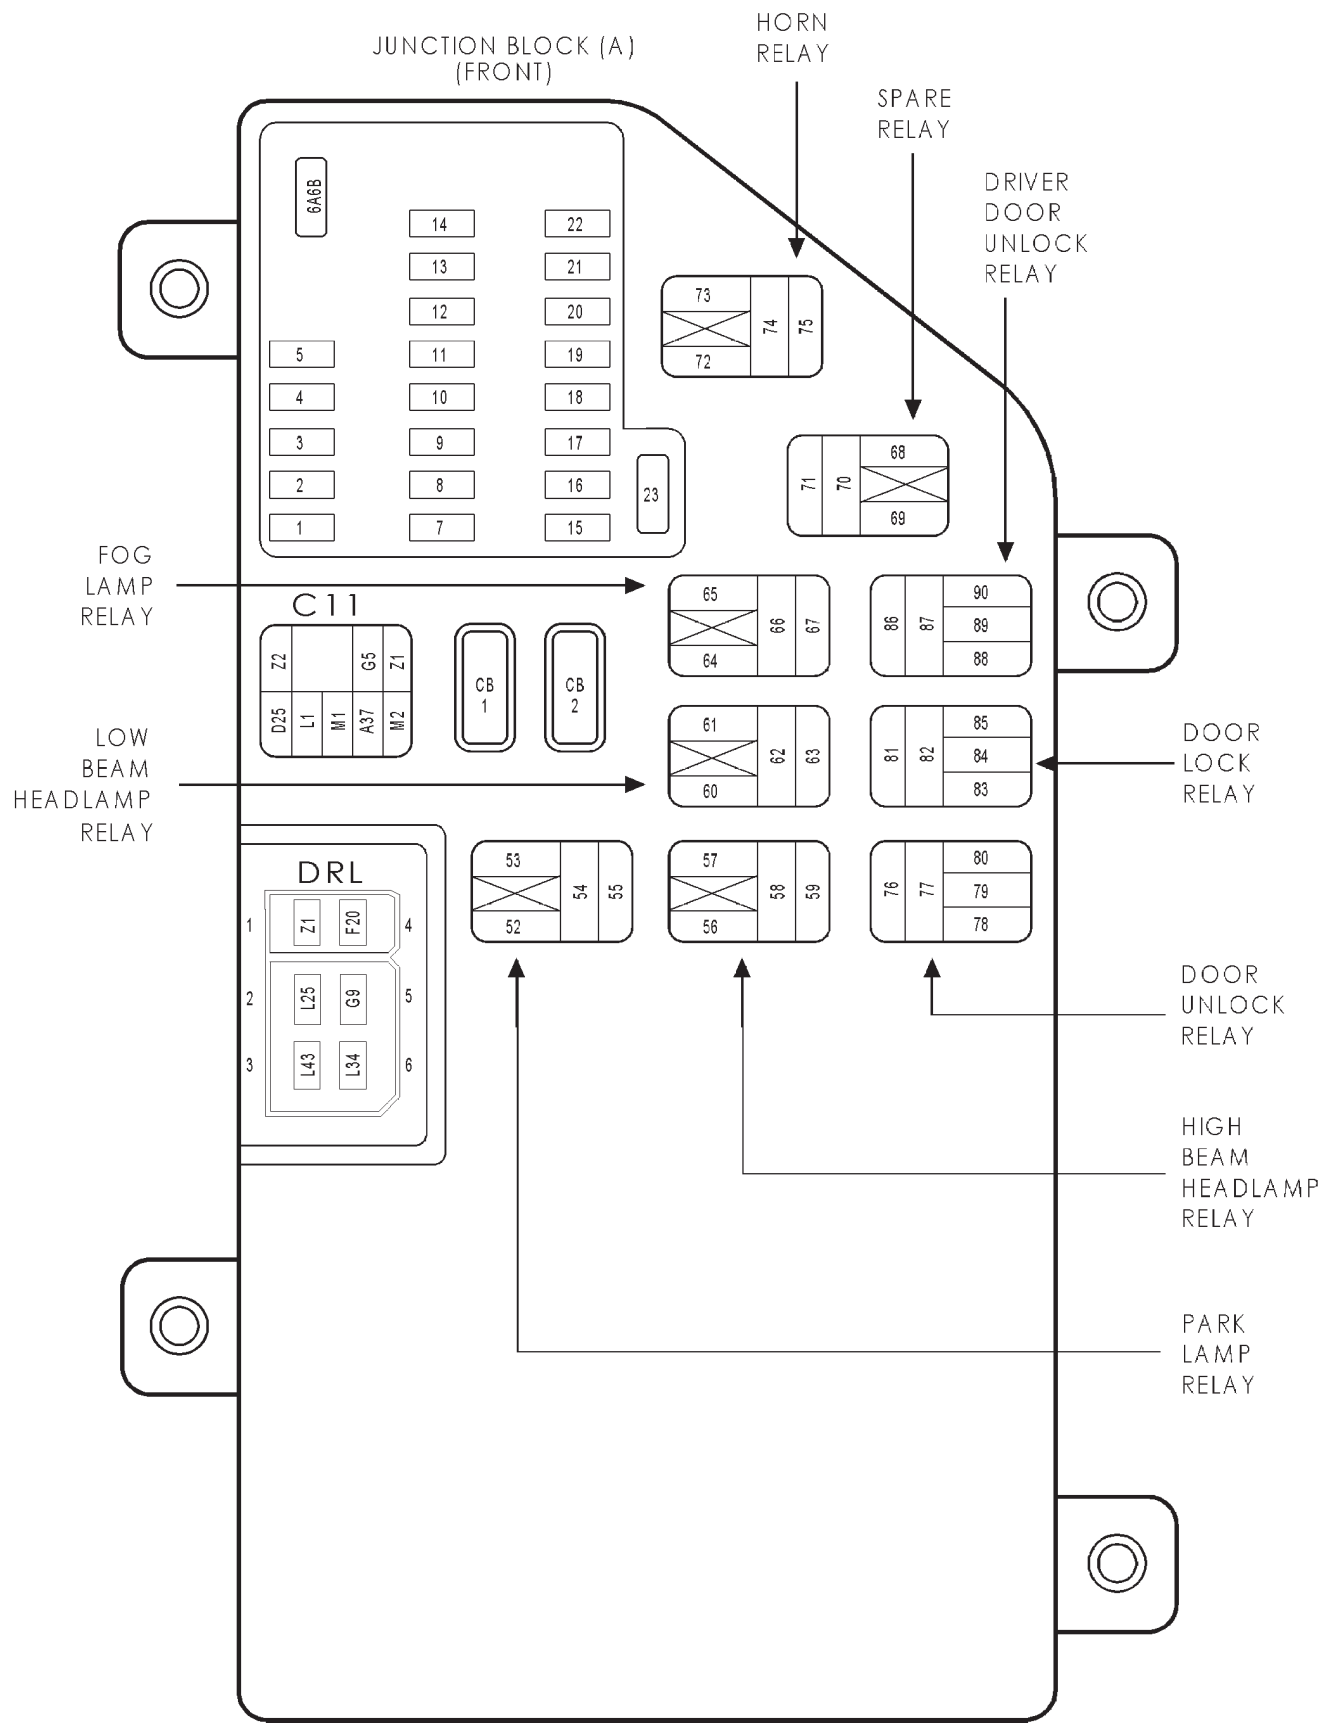 JUNCTION BLOCK (A)
(FRONT)
HORN
RELAY
SPARE
RELAY
DRIVER
DOOR
UNLOCK
RELAY
6A6B
14
22
13
21
12
20
5
11
19
4
10
18
3
9
17
2
8
16
1
7
15
23
73
72
74
75
71
70
68
69
FOG
LAMP
RELAY
C11
Z2
G5
Z1
D25
L1
M1
A37
M2
CB
1
CB
2
65
64
66
67
86
87
90
89
88
LOW
BEAM
HEADLAMP
RELAY
61
60
62
63
81
82
85
84
83
DOOR
LOCK
RELAY
DRL
1
Z1
F20
4
2
L25
G9
5
3
L43
L34
6
53
52
54
55
57
56
58
59
76
77
80
79
78
DOOR
UNLOCK
RELAY
HIGH
BEAM
HEADLAMP
RELAY
PARK
LAMP
RELAY